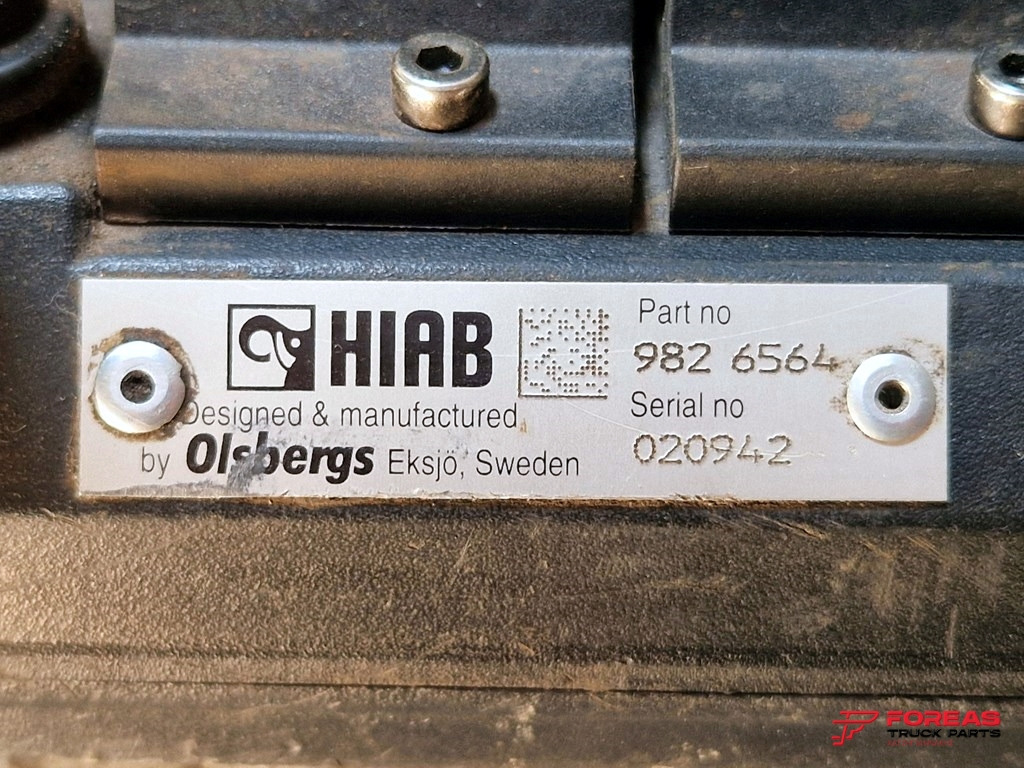 HIAB
Designed & manufactured
by Olsbergs Eksjö, Sweden
Part no
982 6564
Serial no
020942
FOREAS
TRUCK PARTS